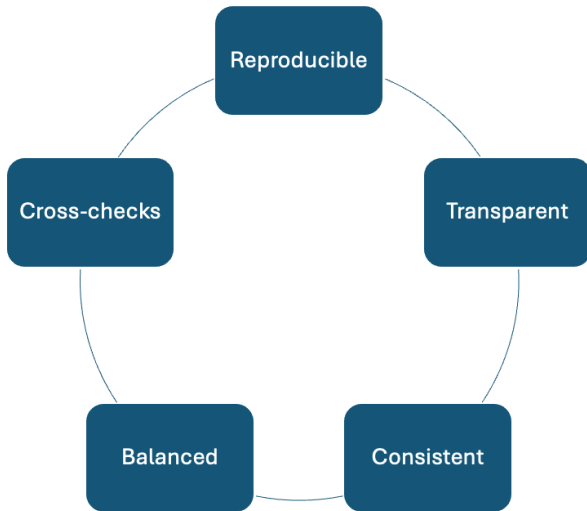 Reproducible
Transparent
Consistent
Balanced
Cross-checks